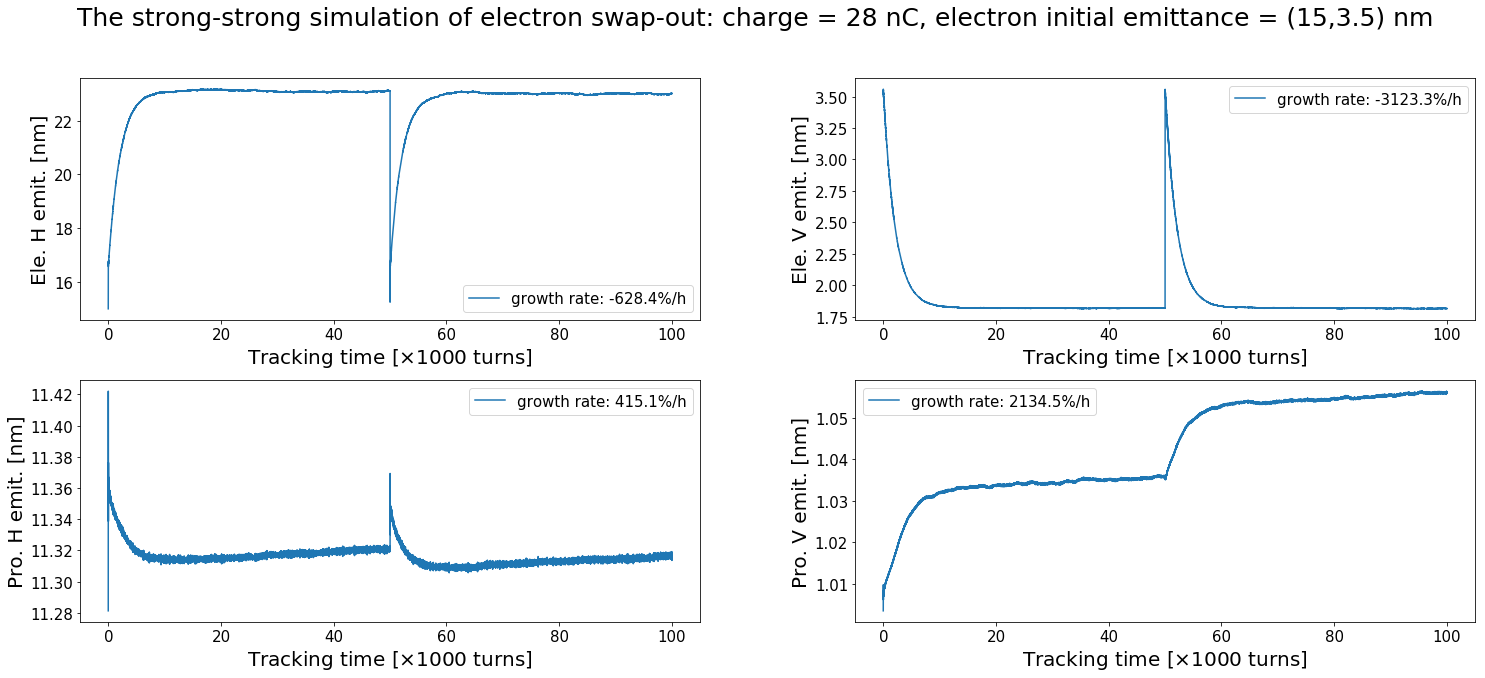 The strong-strong simulation of electron swap-out: charge = 28 nC, electron initial emittance = (15,3.5) nm
Ele. H emit. [nm]
22
20
18
16
growth rate: -628.4%/h
0 20 40 60 80 100
Tracking time [×1000 turns]
Ele. V emit. [nm]
3.50
3.25
3.00
2.75
2.50
2.25
2.00
1.75
growth rate: -3123.3%/h
0 20 40 60 80 100
Tracking time [×1000 turns]
Pro. H emit. [nm]
11.42
11.40
11.38
11.36
11.34
11.32
11.30
11.28
growth rate: 415.1%/h
0 20 40 60 80 100
Tracking time [×1000 turns]
Pro. V emit. [nm]
1.05
1.04
1.03
1.02
1.01
growth rate: 2134.5%/h
0 20 40 60 80 100
Tracking time [×1000 turns]